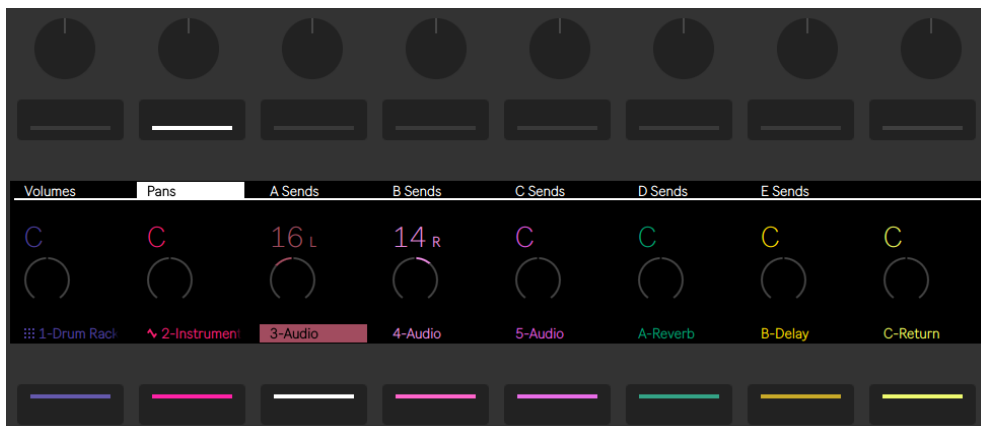 Volumes Pans A Sends B Sends C Sends D Sends E Sends
C C 16 L 14 R C C C C
1-Drum Rack 2-Instrument 3-Audio 4-Audio 5-Audio A-Reverb B-Delay C-Return